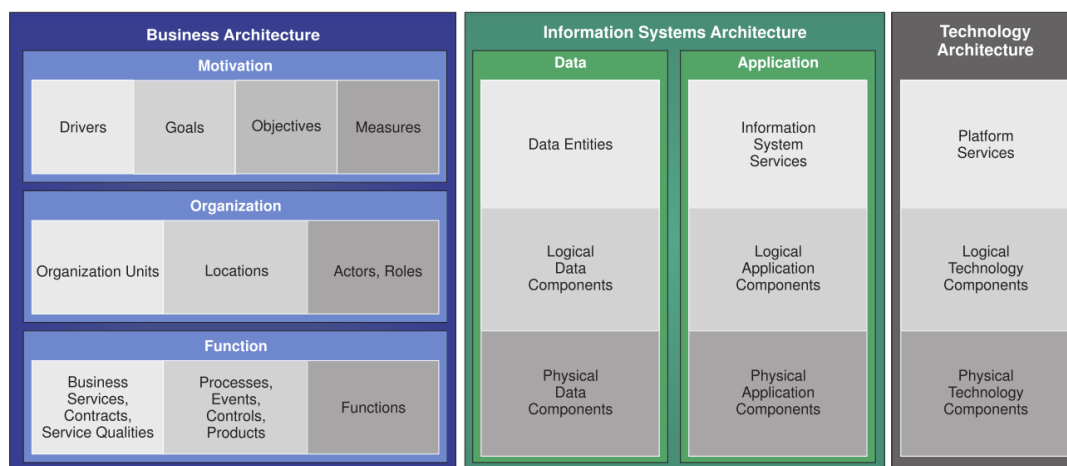 Business Architecture
Motivation
Drivers
Goals
Objectives
Measures
Organization
Organization Units
Locations
Actors, Roles
Function
Business
Services,
Contracts,
Service Qualities
Processes,
Events,
Controls,
Products
Functions
Information Systems Architecture
Data
Data Entities
Logical
Data
Components
Physical
Data
Components
Application
Information
System
Services
Logical
Application
Components
Physical
Application
Components
Technology
Architecture
Platform
Services
Logical
Technology
Components
Physical
Technology
Components